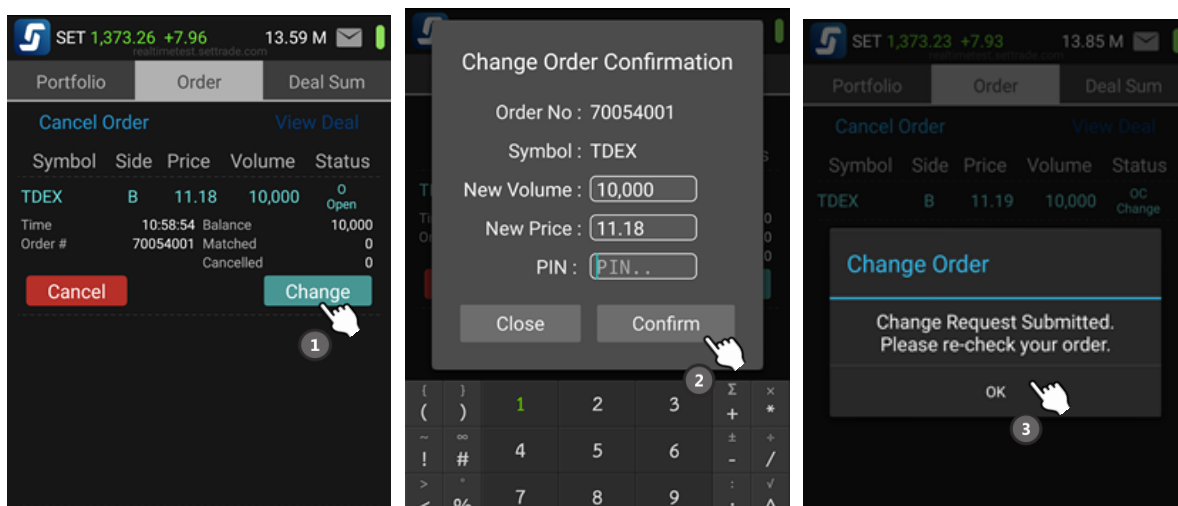 SET 1,373.26 +7.96 13.59 M
realtimetest.settrade.com
Portfolio Order Deal Sum
Cancel Order View Deal
Symbol Side Price Volume Status
TDEX B 11.18 10,000 O
Open
Time 10:58:54 Balance 10,000
Order # 70054001 Matched 0
Cancelled 0
Cancel Change
1
Change Order Confirmation
Order No : 70054001
Symbol : TDEX
New Volume : 10,000
New Price : 11.18
PIN : PIN..
Close Confirm
2
{ } Σ ×
( ) 1 2 3 + *
~ ∞ ± ÷
! # 4 5 6 - /
> ° : √
7 8 9
SET 1,373.23 +7.93 13.85 M
realtimetest.settrade.com
Portfolio Order Deal Sum
Cancel Order View Deal
Symbol Side Price Volume Status
TDEX B 11.19 10,000 OC
Change
Change Order
Change Request Submitted.
Please re-check your order.
OK
3